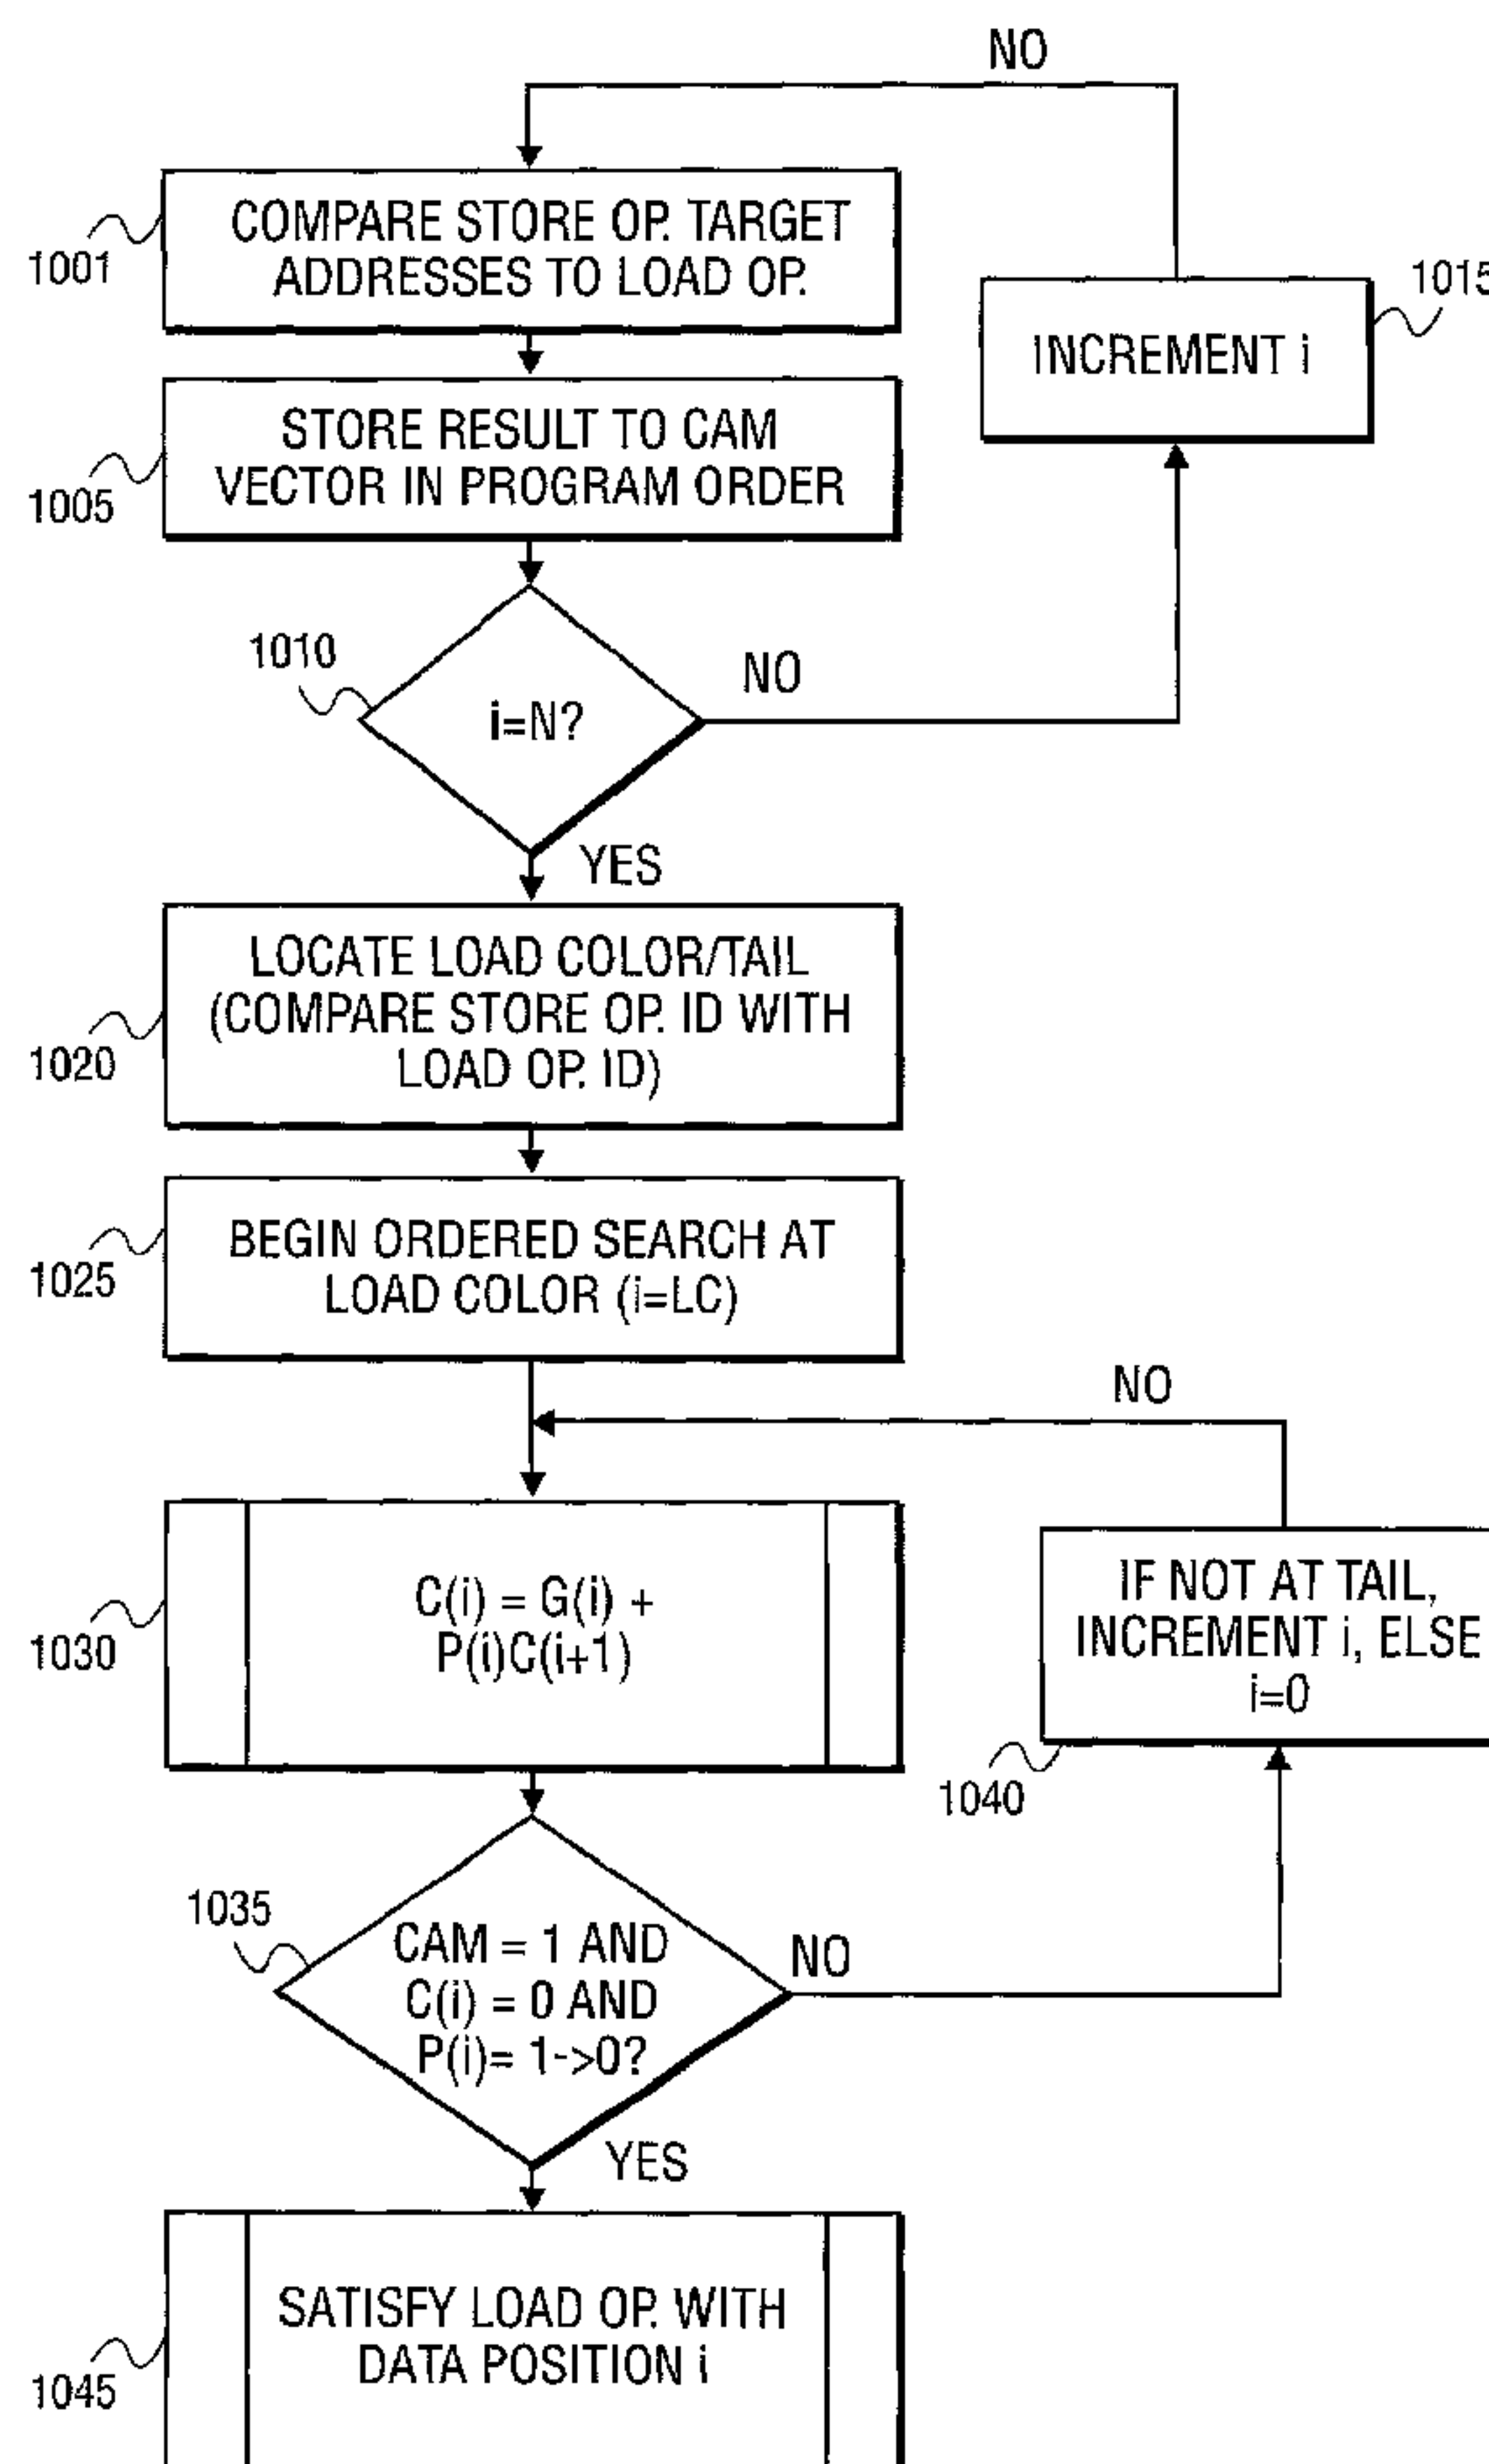 NO
COMPARE STORE OP. TARGET
ADDRESSES TO LOAD OP.
1001
1015
INCREMENT i
STORE RESULT TO CAM
VECTOR IN PROGRAM ORDER
1005
1010
NO
i=N?
YES
LOCATE LOAD COLOR/TAIL
(COMPARE STORE OP. ID WITH
LOAD OP. ID)
1020
BEGIN ORDERED SEARCH AT
LOAD COLOR (i=LC)
1025
NO
C(i) = G(i) +
P(i)C(i+1)
1030
IF NOT AT TAIL,
INCREMENT i, ELSE
i=0
1040
1035
CAM = 1 AND
C(i) = 0 AND
P(i)= 1->0?
NO
YES
SATISFY LOAD OP. WITH
DATA POSITION i
1045